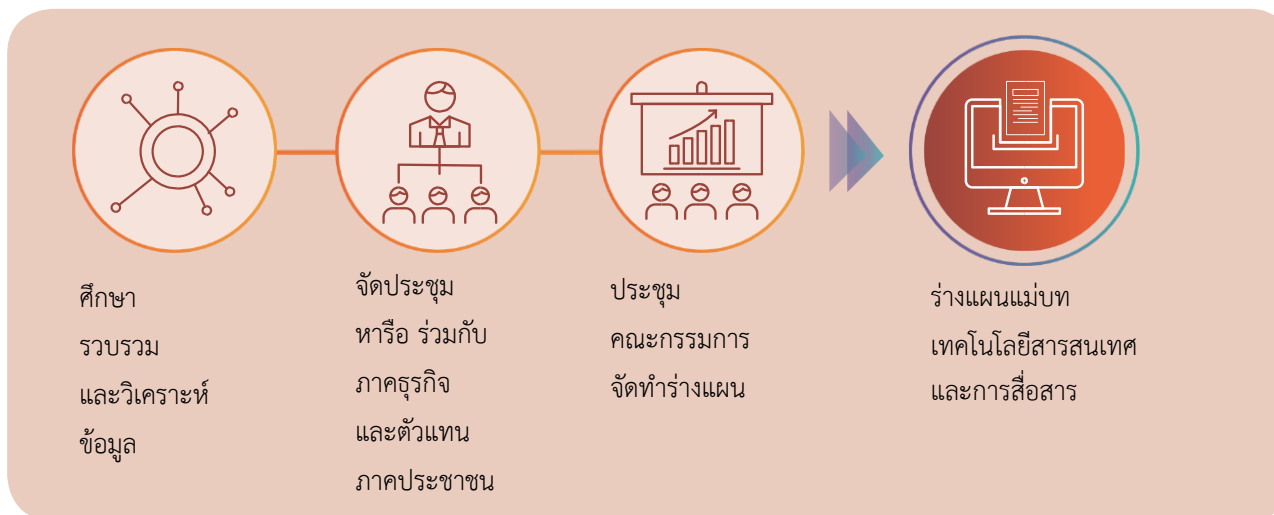 ศึกษา
รวบรวม
และวิเคราะห์
ข้อมูล
จัดประชุม
หารือ ร่วมกับ
ภาคธุรกิจ
และตัวแทน
ภาคประชาชน
ประชุม
คณะกรรมการ
จัดทำร่างแผน
ร่างแผนแม่บท
เทคโนโลยีสารสนเทศ
และการสื่อสาร